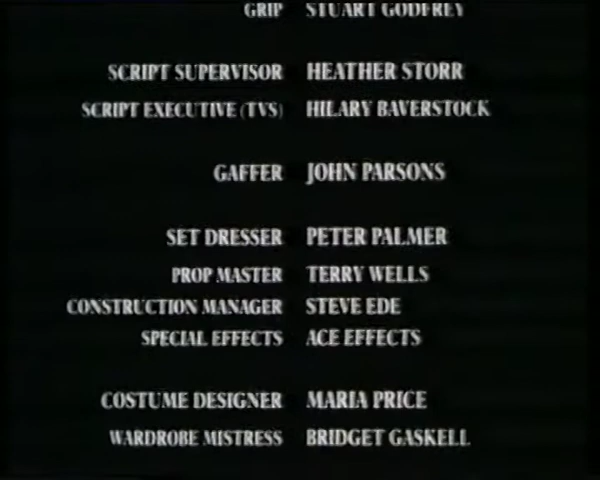 GRIP STUART GODFREY
SCRIPT SUPERVISOR HEATHER STORR
SCRIPT EXECUTIVE (TVS) HILARY BAVERSTOCK
GAFFER JOHN PARSONS
SET DRESSER PETER PALMER
PROP MASTER TERRY WELLS
CONSTRUCTION MANAGER STEVE EDE
SPECIAL EFFECTS ACE EFFECTS
COSTUME DESIGNER MARIA PRICE
WARDROBE MISTRESS BRIDGET GASKELL